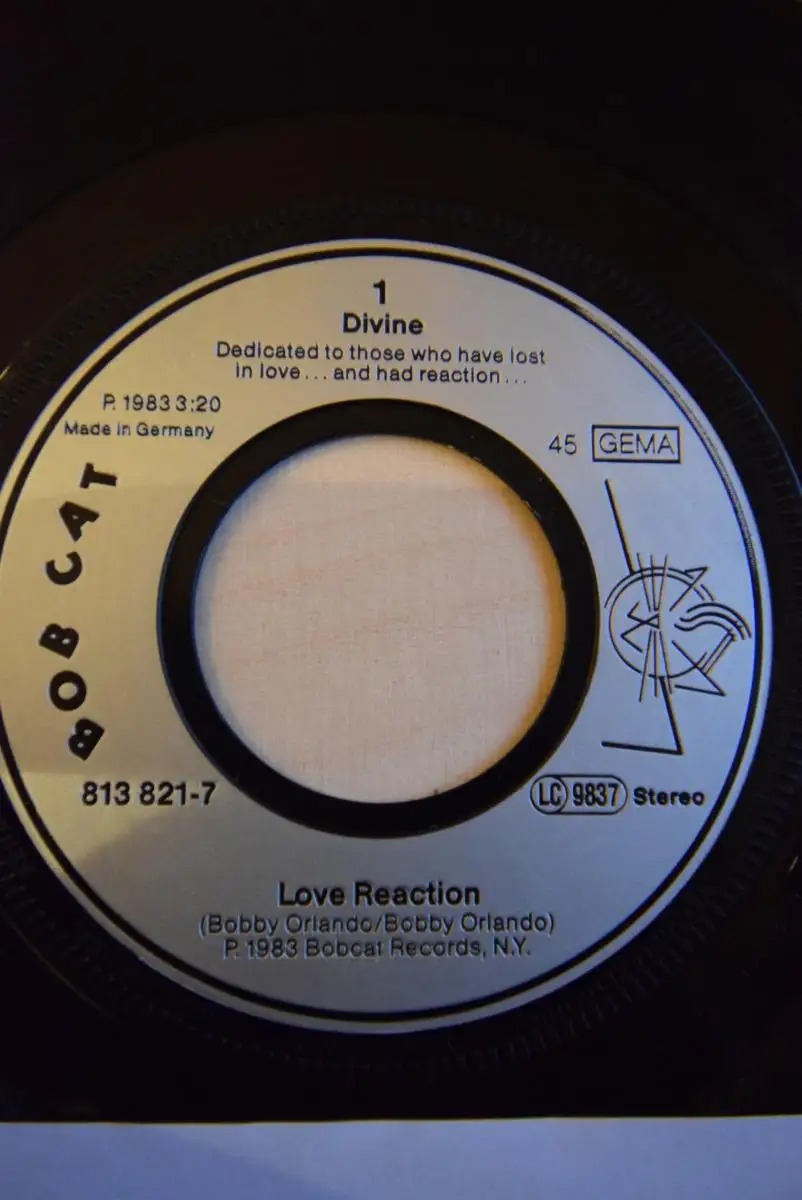 1
Divine
Dedicated to those who have lost
in love... and had reaction...
P. 1983 3:20
Made in Germany
45 GEMA
BOB CAT
813 821-7
LC 9837 Stereo
Love Reaction
(Bobby Orlando/Bobby Orlando)
P. 1983 Bobcat Records, N.Y.